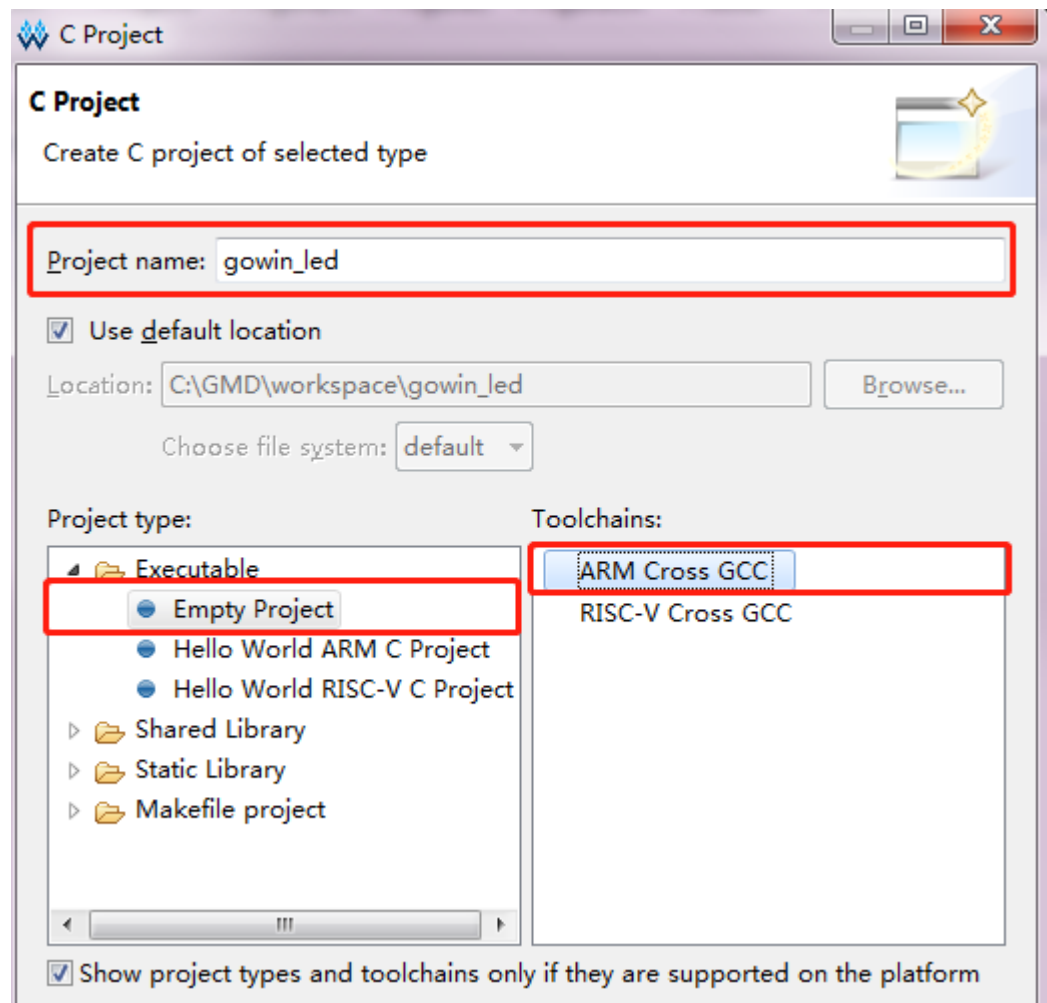 C Project
C Project
Create C project of selected type
Project name: gowin_led
Use default location
Location: C:\GMD\workspace\gowin_led Browse...
Choose file system: default
Project type: Toolchains:
Executable ARM Cross GCC
Empty Project RISC-V Cross GCC
Hello World ARM C Project
Hello World RISC-V C Project
Shared Library
Static Library
Makefile project
Show project types and toolchains only if they are supported on the platform